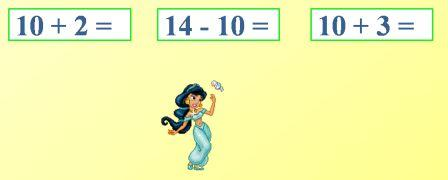 10 + 2 = 14 - 10 = 10 + 3 =